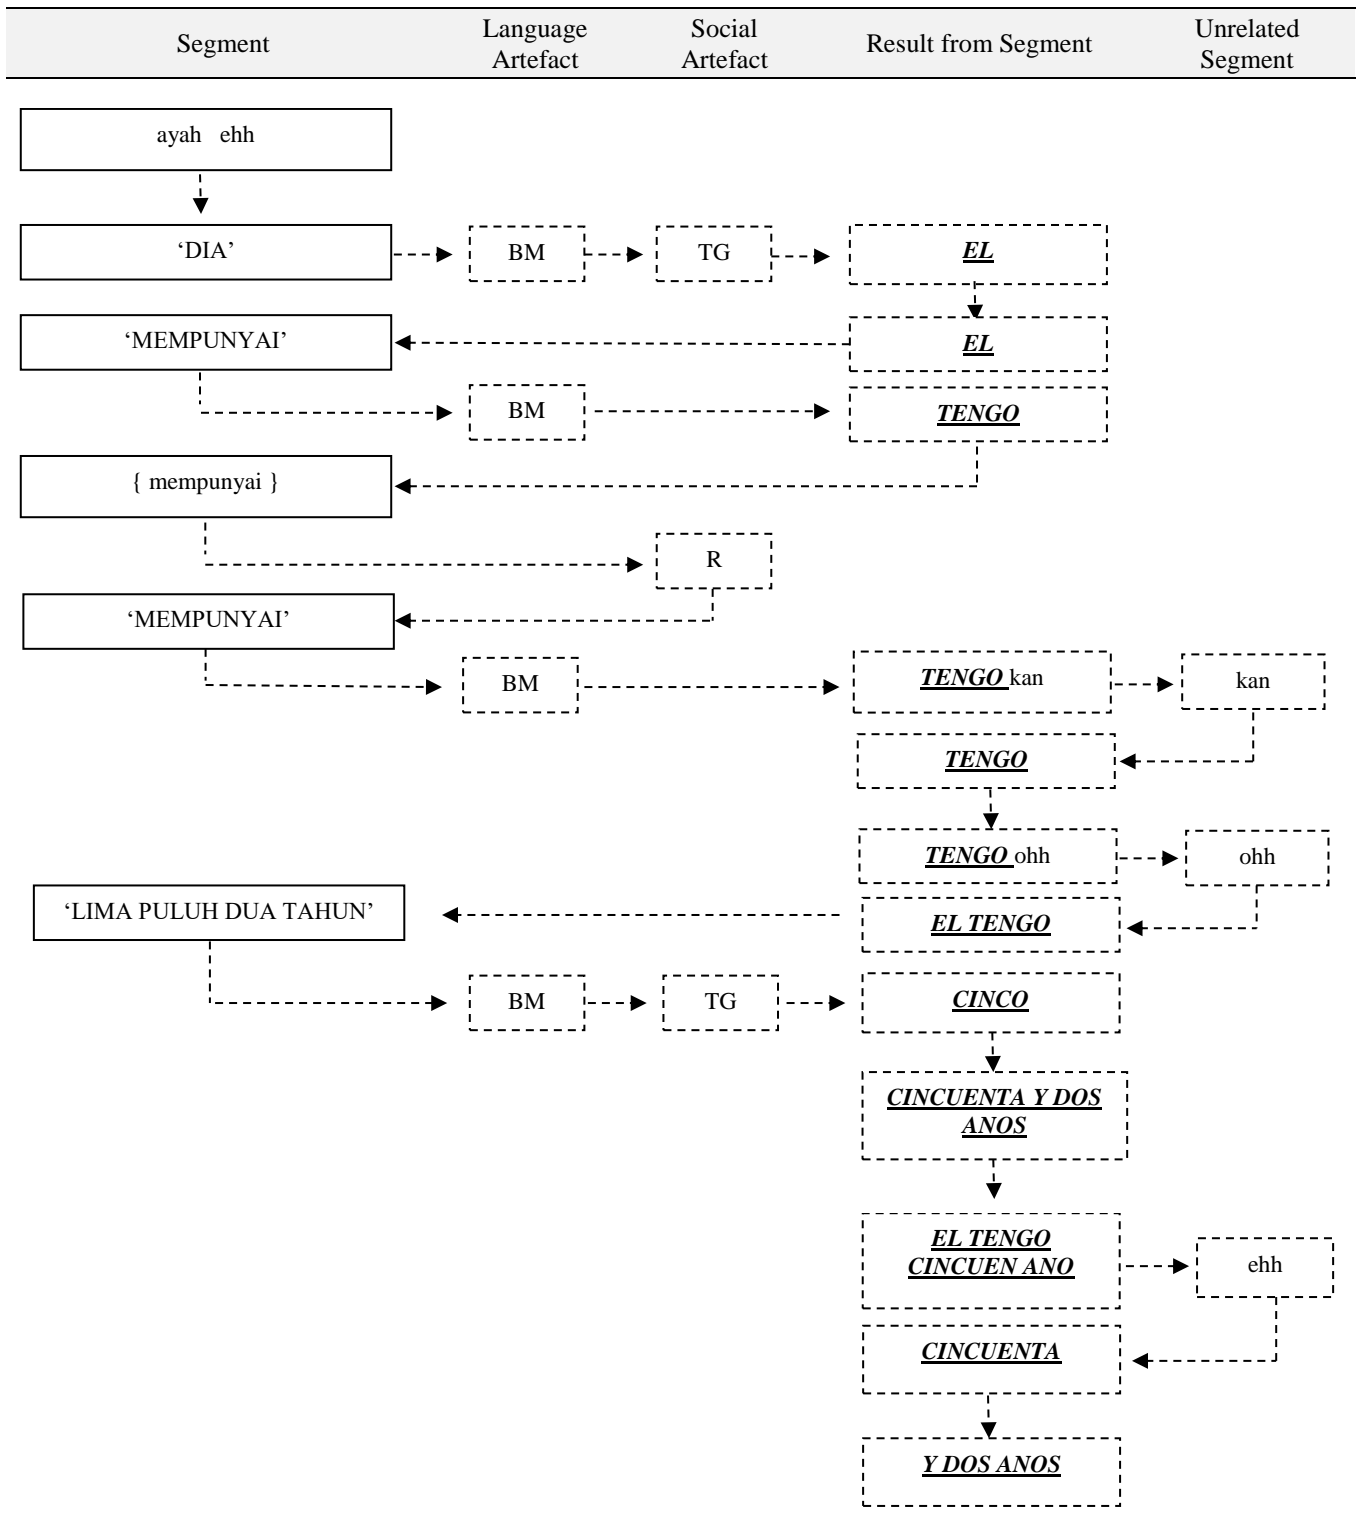 Segment
Language
Artefact
Social
Artefact
Result from Segment
Unrelated
Segment
ayah ehh
‘DIA’
BM
TG
EL
‘MEMPUNYAI’
EL
BM
TENGO
{ mempunyai }
R
‘MEMPUNYAI’
BM
TENGO kan
kan
TENGO
TENGO ohh
ohh
‘LIMA PULUH DUA TAHUN’
EL TENGO
BM
TG
CINCO
CINCUENTA Y DOS
ANOS
EL TENGO
CINCUEN ANO
ehh
CINCUENTA
Y DOS ANOS